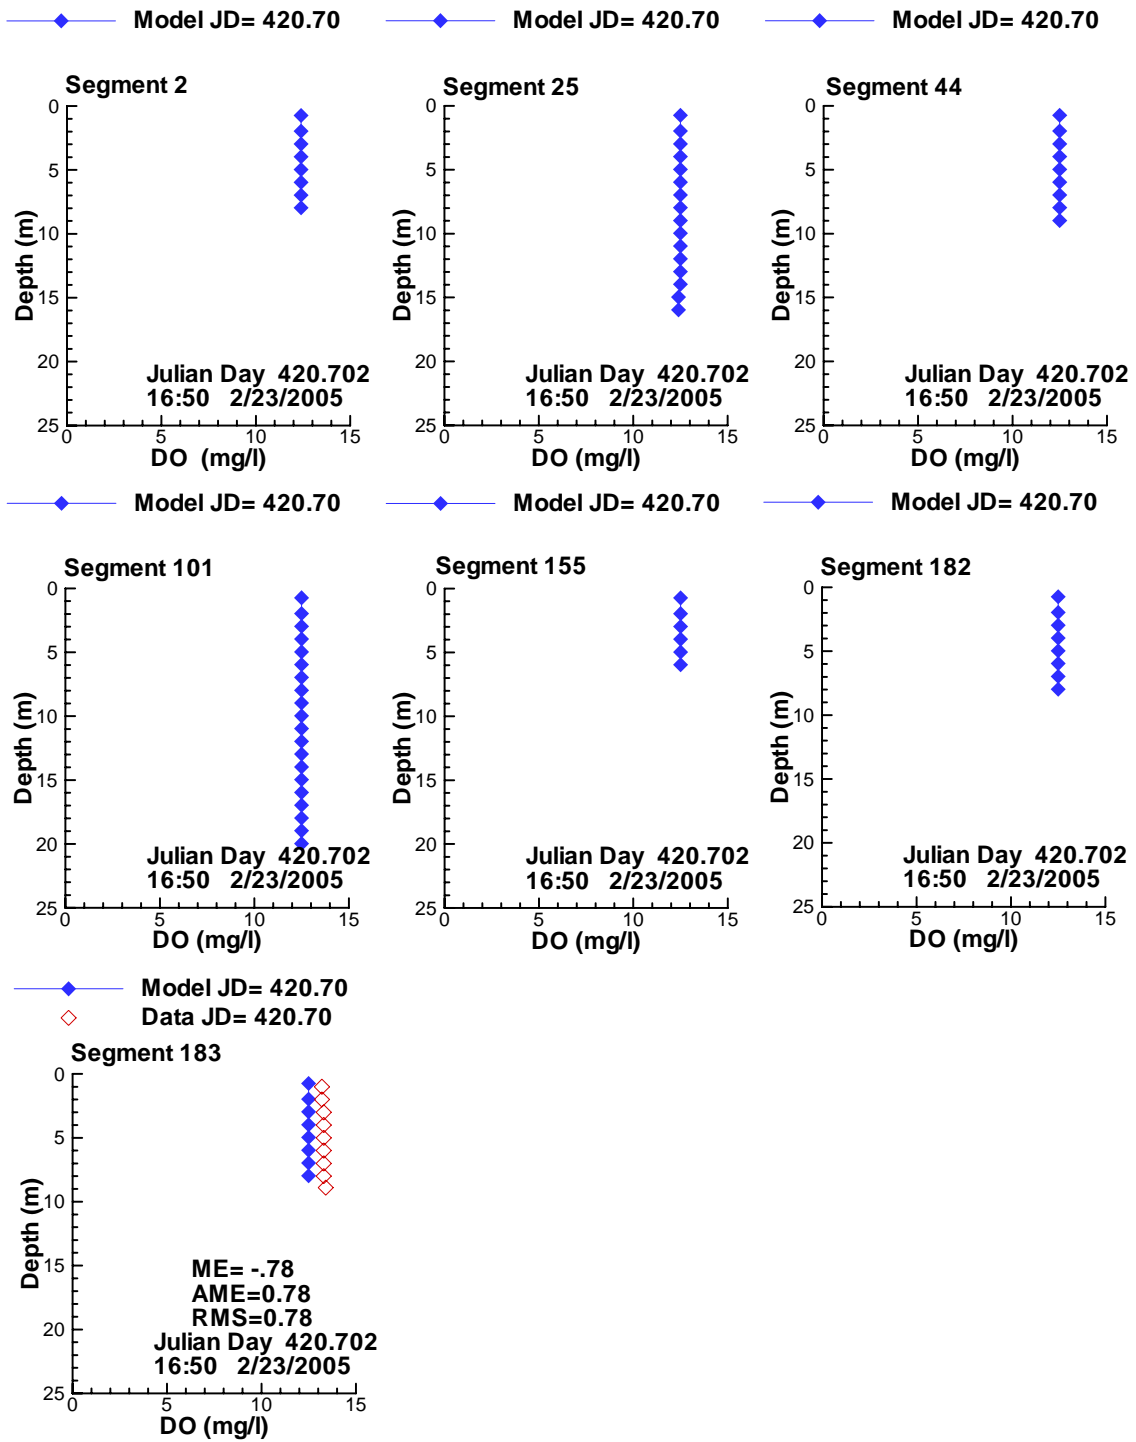 Model JD= 420.70
Segment 2
0
5
10
15
20
25
Depth (m)
Julian Day 420.702
16:50 2/23/2005
0 5 10 15
DO (mg/l)
Model JD= 420.70
Segment 25
0
5
10
15
20
25
Depth (m)
Julian Day 420.702
16:50 2/23/2005
0 5 10 15
DO (mg/l)
Model JD= 420.70
Segment 44
0
5
10
15
20
25
Depth (m)
Julian Day 420.702
16:50 2/23/2005
0 5 10 15
DO (mg/l)
Model JD= 420.70
Segment 101
0
5
10
15
20
25
Depth (m)
Julian Day 420.702
16:50 2/23/2005
0 5 10 15
DO (mg/l)
Model JD= 420.70
Segment 155
0
5
10
15
20
25
Depth (m)
Julian Day 420.702
16:50 2/23/2005
0 5 10 15
DO (mg/l)
Model JD= 420.70
Segment 182
0
5
10
15
20
25
Depth (m)
Julian Day 420.702
16:50 2/23/2005
0 5 10 15
DO (mg/l)
Model JD= 420.70
Data JD= 420.70
Segment 183
0
5
10
15
20
25
Depth (m)
ME= -.78
AME=0.78
RMS=0.78
Julian Day 420.702
16:50 2/23/2005
0 5 10 15
DO (mg/l)